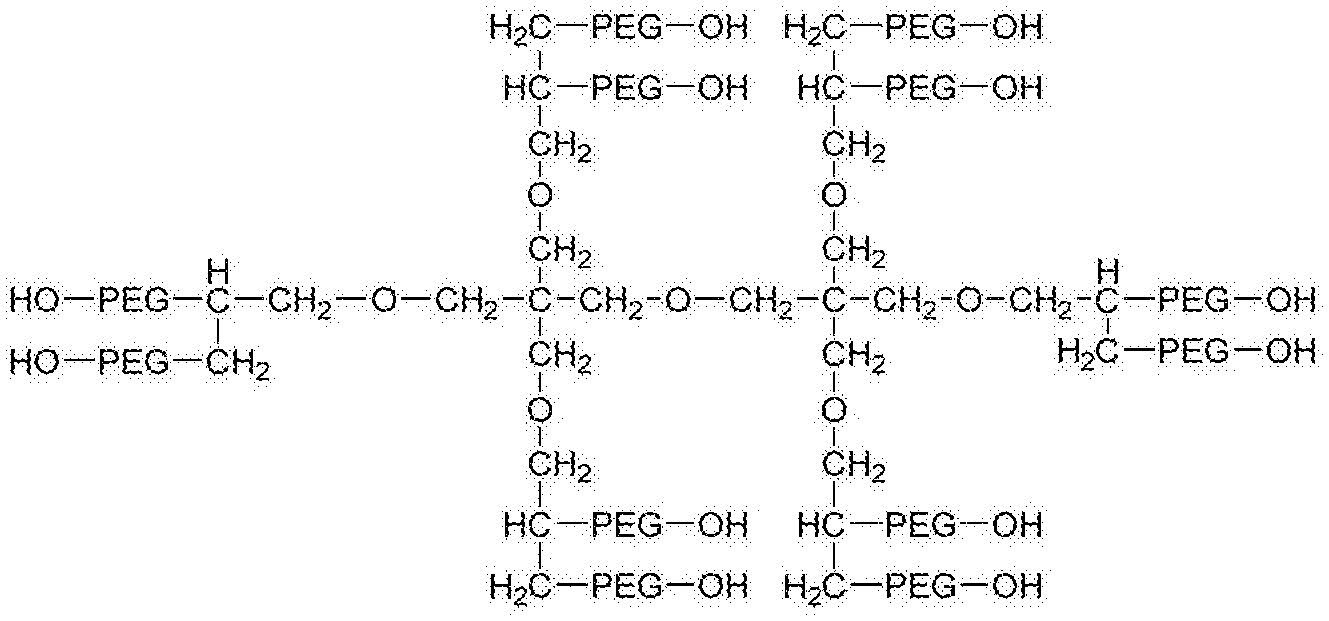 H₂C—PEG—OH H₂C—PEG—OH
HC—PEG—OH HC—PEG—OH
CH₂ CH₂
O O
CH₂ CH₂
H H
HO—PEG—C—CH₂—O—CH₂—C—CH₂—O—CH₂—C—CH₂—O—CH₂—C—PEG—OH
HO—PEG—CH₂ CH₂ CH₂ H₂C—PEG—OH
O O
CH₂ CH₂
HC—PEG—OH HC—PEG—OH
H₂C—PEG—OH H₂C—PEG—OH